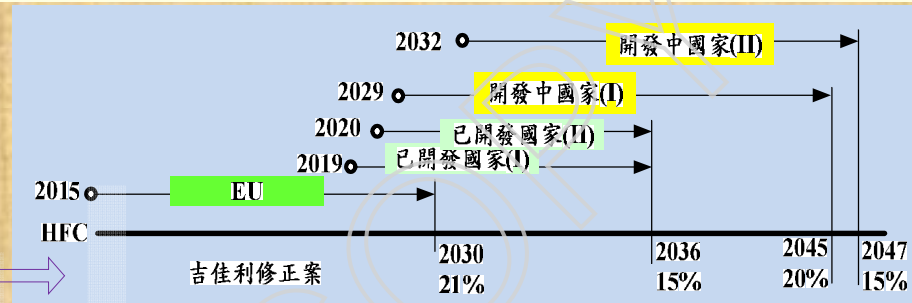 2032 開發中國家(II)
2029 開發中國家(I)
2020 已開發國家(II)
2019 已開發國家(I)
2015 EU
HFC
2030 2036 2045 2047
吉佳利修正案 21% 15% 20% 15%